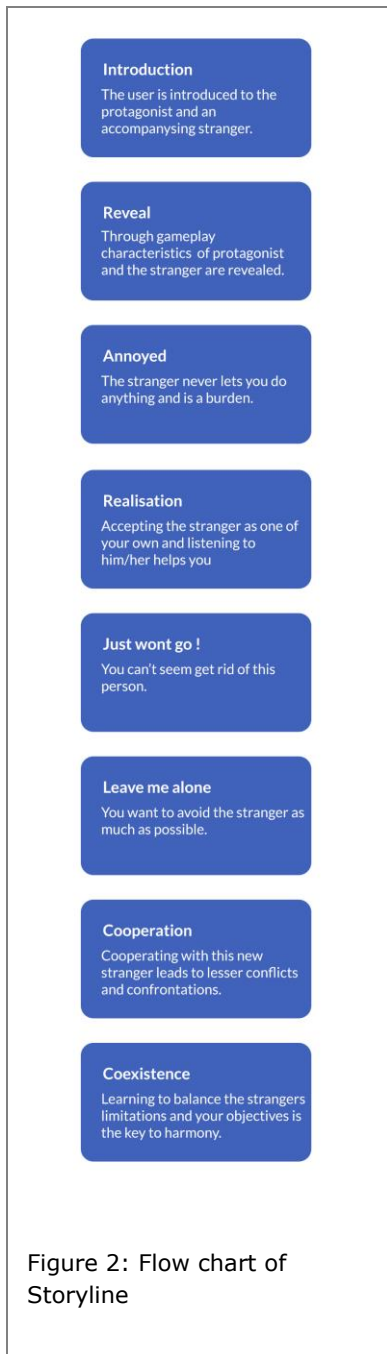 Introduction
The user is introduced to the
protagonist and an
accompanysing stranger.
Reveal
Through gameplay
characteristics of protagonist
and the stranger are revealed.
Annoyed
The stranger never lets you do
anything and is a burden.
Realisation
Accepting the stranger as one of
your own and listening to
him/her helps you
Just wont go !
You can't seem get rid of this
person.
Leave me alone
You want to avoid the stranger as
much as possible.
Cooperation
Cooperating with this new
stranger leads to lesser conflicts
and confrontations.
Coexistence
Learning to balance the strangers
limitations and your objectives is
the key to harmony.
Figure 2: Flow chart of
Storyline